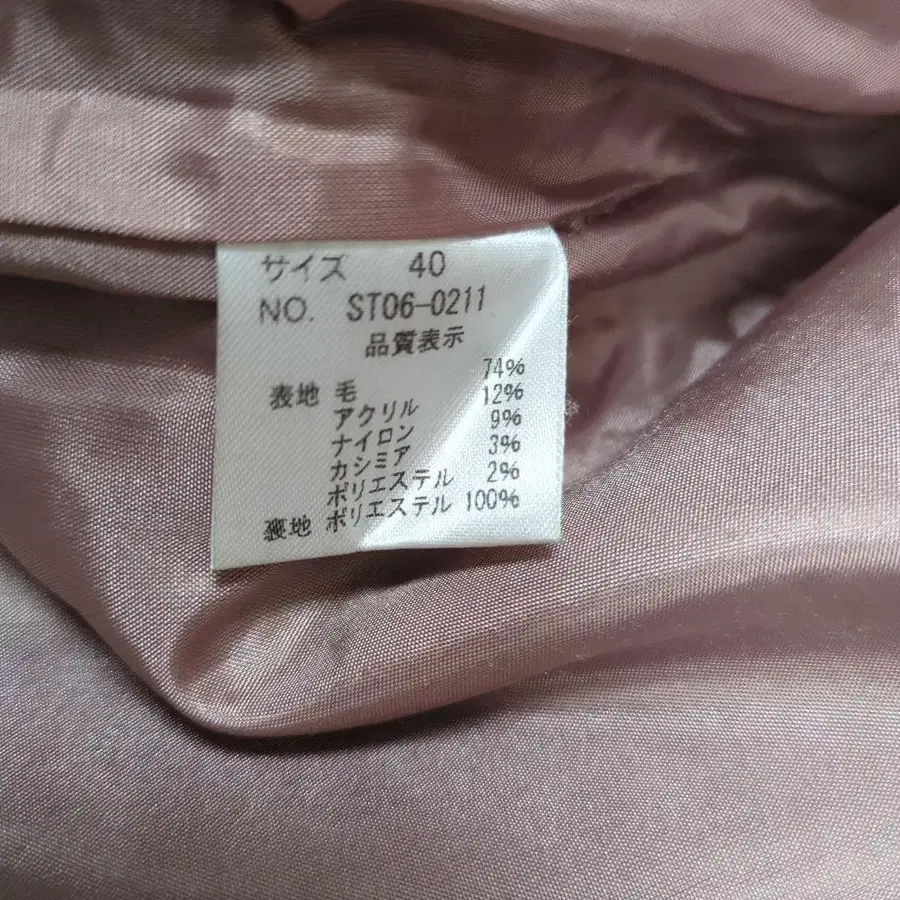 サイズ 40
NO. ST06-0211
品質表示
表地 毛 74%
アクリル 12%
ナイロン 9%
カシミア 3%
ポリエステル 2%
裏地 ポリエステル 100%